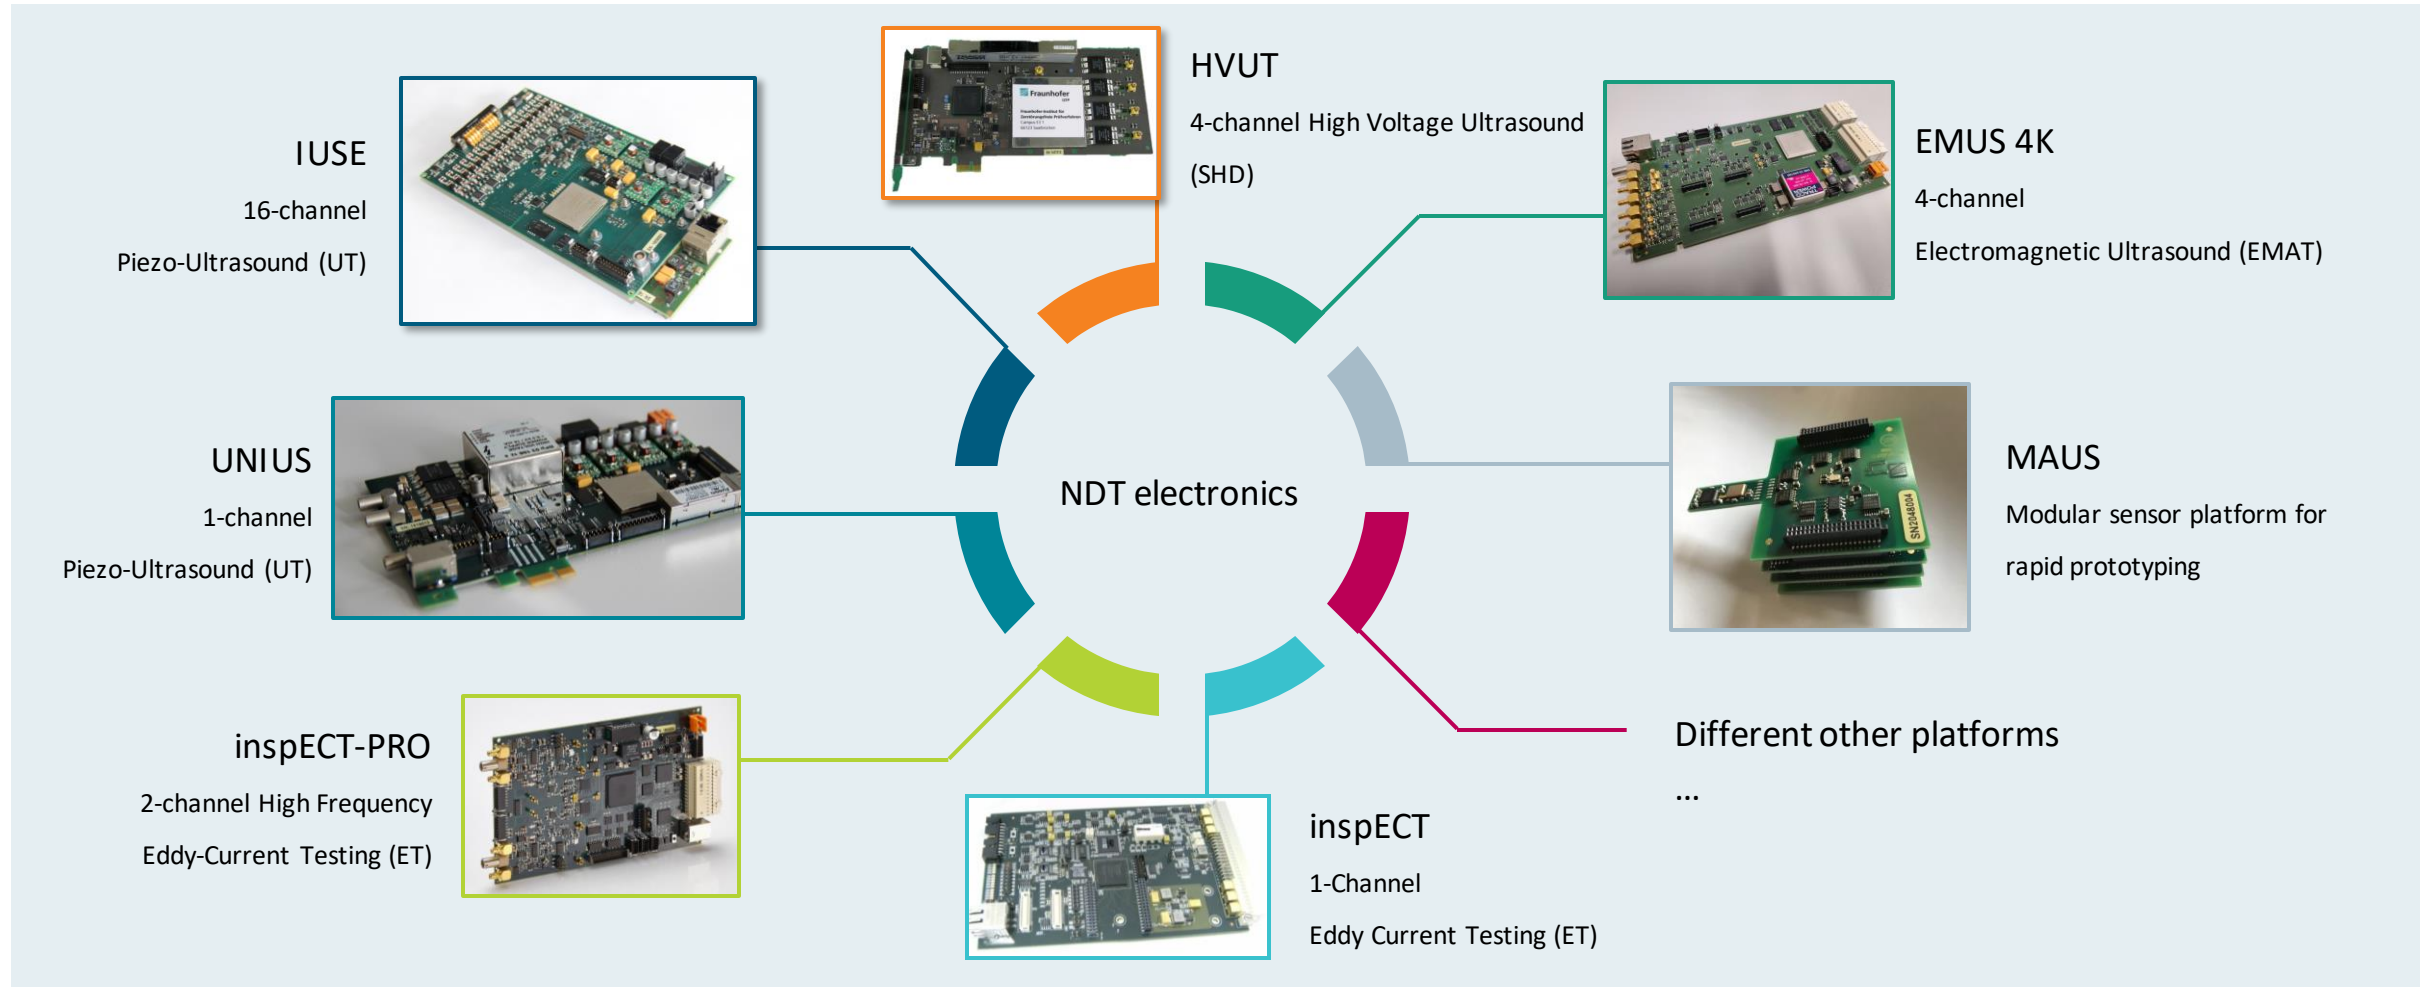 HVUT
4-channel High Voltage Ultrasound
(SHD)
Fraunhofer
IUSE
16-channel
Piezo-Ultrasound (UT)
EMUS 4K
4-channel
Electromagnetic Ultrasound (EMAT)
UNIUS
1-channel
Piezo-Ultrasound (UT)
NDT electronics
MAUS
Modular sensor platform for
rapid prototyping
SN2048004
inspECT-PRO
2-channel High Frequency
Eddy-Current Testing (ET)
Different other platforms
...
inspECT
1-Channel
Eddy Current Testing (ET)